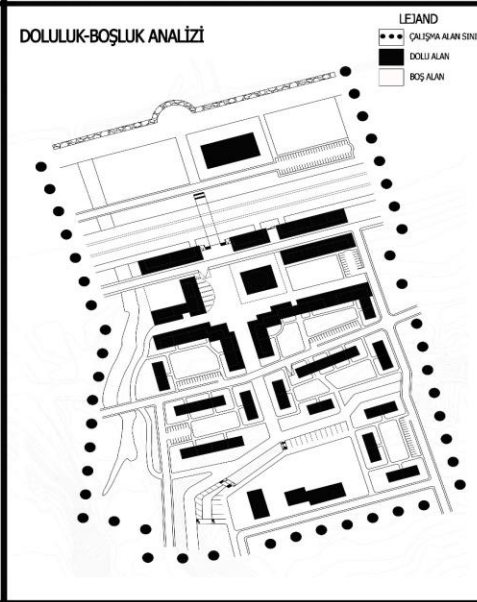 DOLULUK-BOŞLUK ANALİZİ
LEJAND
ÇALIŞMA ALAN SINI
DOLU ALAN
BOŞ ALAN